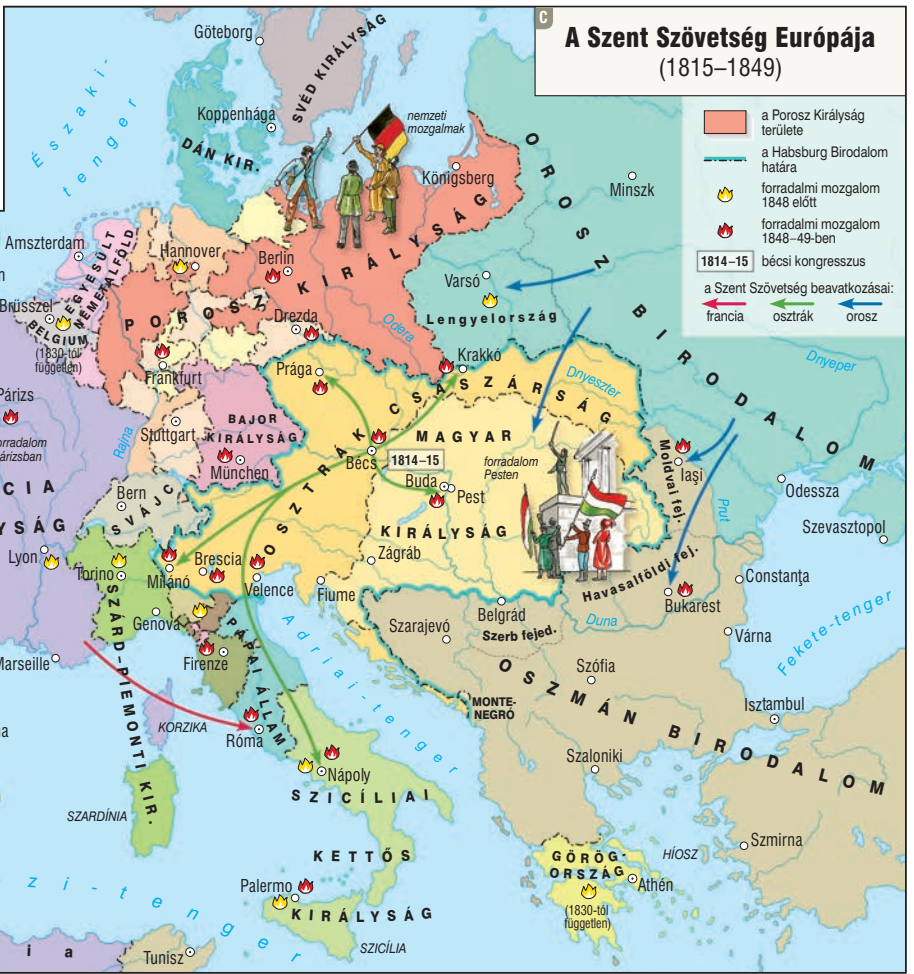 C
A Szent Szövetség Európája
(1815–1849)
a Porosz Királyság
területe
a Habsburg Birodalom
határa
forradalmi mozgalom
1848 előtt
forradalmi mozgalom
1848–49-ben
1814–15 bécsi kongresszus
a Szent Szövetség beavatkozásai:
francia osztrák orosz
Göteborg
SVÉD KIRÁLYSÁG
Északi-
tenger
Koppenhága
DÁN KIR.
nemzeti
mozgalmak
Königsberg
Minszk
OROSZ BIRODALOM
Amszterdam
EGYESÜLT
NÉMETALFÖLD
Hannover
Berlin
POROSZ KIRÁLYSÁG
Varsó
Lengyelország
Brüsszel
BELGIUM
(1830-tól
független)
Drezda
Odera
Frankfurt
Prága
Krakkó
Dnyeszter
Dnyeper
Párizs
forradalom
Párizsban
Rajna
Stuttgart
BAJOR
KIRÁLYSÁG
München
OSZTRÁK CSÁSZÁRSÁG
Bécs
1814–15
MAGYAR
KIRÁLYSÁG
forradalom
Pesten
Buda
Pest
Moldvai fej.
Iași
Prut
Odessza
Szevasztopol
CIA
YSÁG
Bern
SVÁJC
Lyon
Torino
Milánó
Brescia
Velence
Zágráb
Fiume
Havasalföldi fej.
Constanța
Bukarest
Belgrád
Szerb fejed.
Duna
Szarajevó
Várna
Fekete-tenger
Genova
SZÁRD-PIEMONTI KIR.
PÁPAI ÁLLAM
Adriai-tenger
Firenze
Marseille
KORZIKA
Róma
MONTE-
NEGRÓ
Szófia
OSZMÁN BIRODALOM
Isztambul
Szaloniki
Nápoly
SZICÍLIAI
KETTŐS
KIRÁLYSÁG
SZARDÍNIA
Szmirna
HÍOSZ
GÖRÖG-
ORSZÁG
Athén
(1830-tól
független)
Palermo
SZICÍLIA
zi-tenger
ia
Tunisz